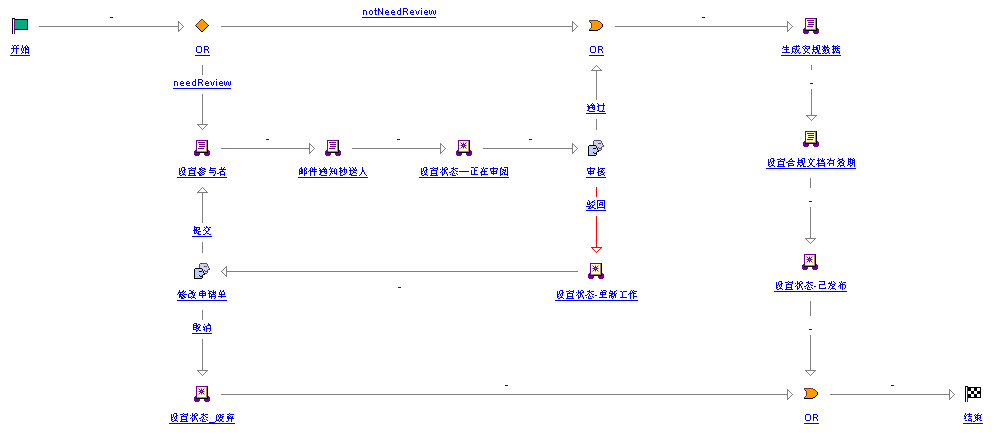 notNeedReview
开始
OR
OR
生成安规数据
needReview
通过
设置参与者
邮件通知抄送人
设置状态—正在审阅
审核
设置合规文档有效期
驳回
提交
修改申请单
设置状态-重新工作
设置状态-已发布
取消
设置状态_废弃
OR
结束